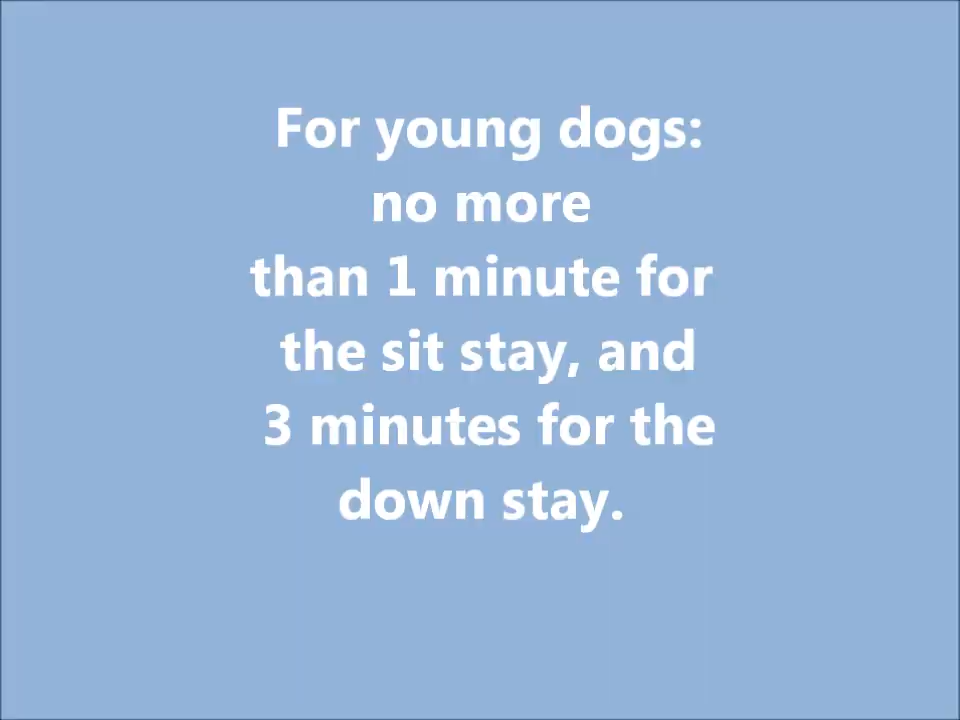 For young dogs:
no more
than 1 minute for
the sit stay, and
3 minutes for the
down stay.